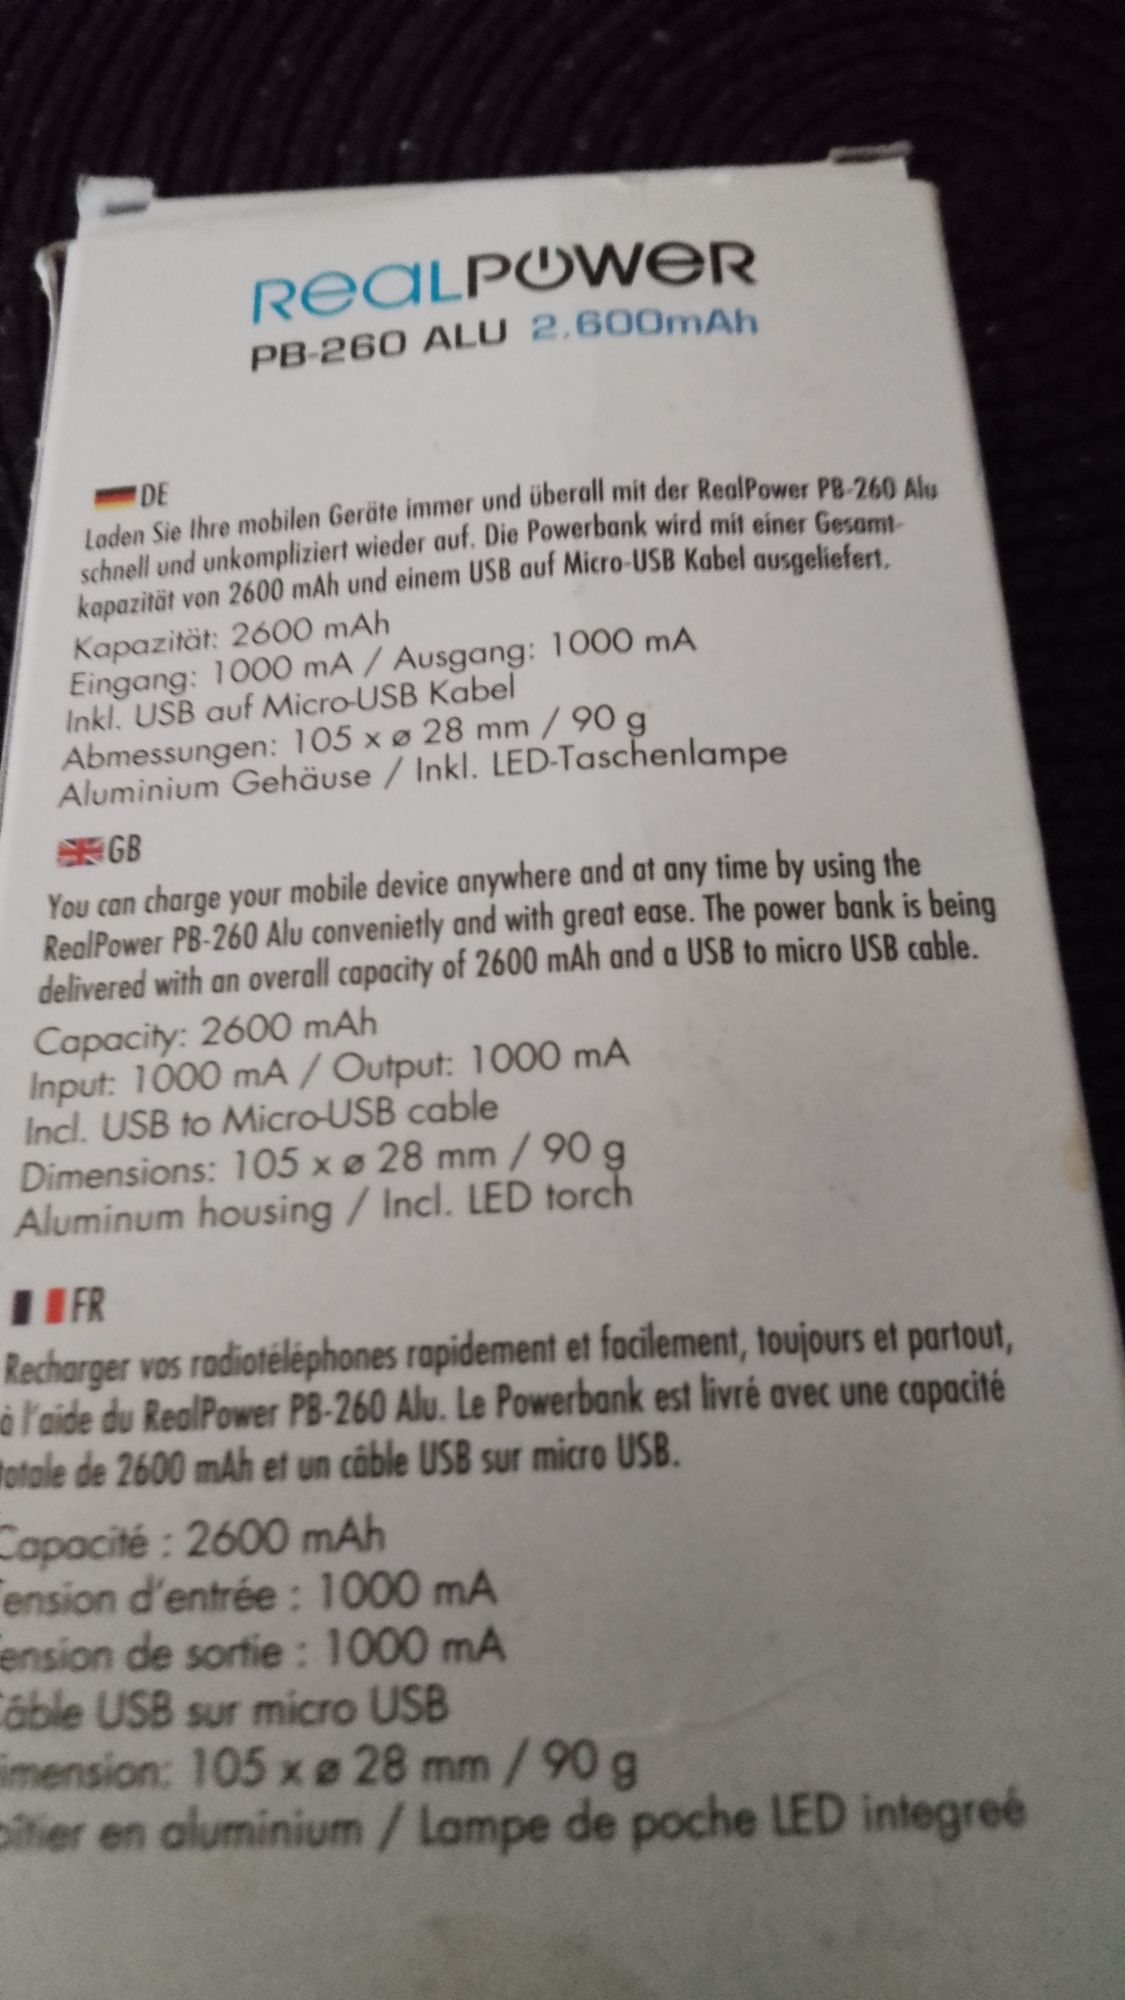 RealPower
PB-260 ALU 2.600mAh
DE
Laden Sie Ihre mobilen Geräte immer und überall mit der RealPower PB-260 Alu
schnell und unkompliziert wieder auf. Die Powerbank wird mit einer Gesamt-
kapazität von 2600 mAh und einem USB auf Micro-USB Kabel ausgeliefert.
Kapazität: 2600 mAh
Eingang: 1000 mA / Ausgang: 1000 mA
Inkl. USB auf Micro-USB Kabel
Abmessungen: 105 x ø 28 mm / 90 g
Aluminium Gehäuse / Inkl. LED-Taschenlampe
GB
You can charge your mobile device anywhere and at any time by using the
RealPower PB-260 Alu convenietly and with great ease. The power bank is being
delivered with an overall capacity of 2600 mAh and a USB to micro USB cable.
Capacity: 2600 mAh
Input: 1000 mA / Output: 1000 mA
Incl. USB to Micro-USB cable
Dimensions: 105 x ø 28 mm / 90 g
Aluminum housing / Incl. LED torch
FR
Recharger vos radiotéléphones rapidement et facilement, toujours et partout,
à l'aide du RealPower PB-260 Alu. Le Powerbank est livré avec une capacité
totale de 2600 mAh et un câble USB sur micro USB.
Capacité : 2600 mAh
ension d'entrée : 1000 mA
ension de sortie : 1000 mA
âble USB sur micro USB
imension: 105 x ø 28 mm / 90 g
oîtier en aluminium / Lampe de poche LED integreé